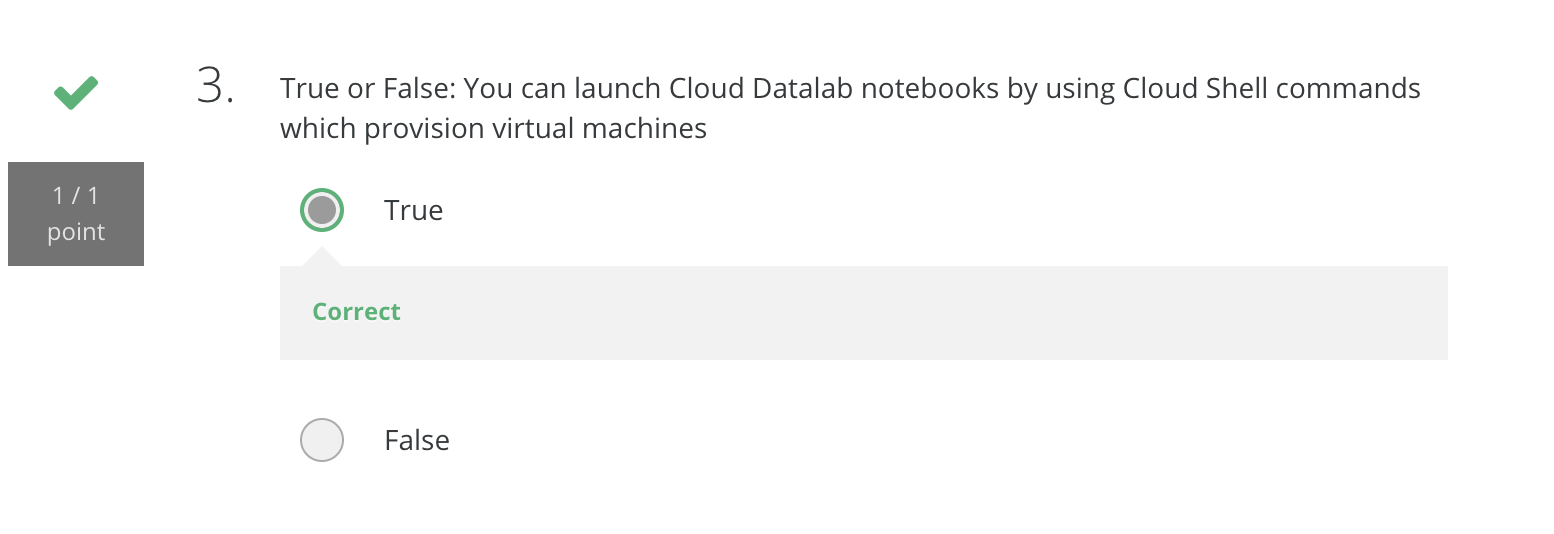 3.
True or False: You can launch Cloud Datalab notebooks by using Cloud Shell commands
which provision virtual machines
1 / 1
point
True
Correct
False